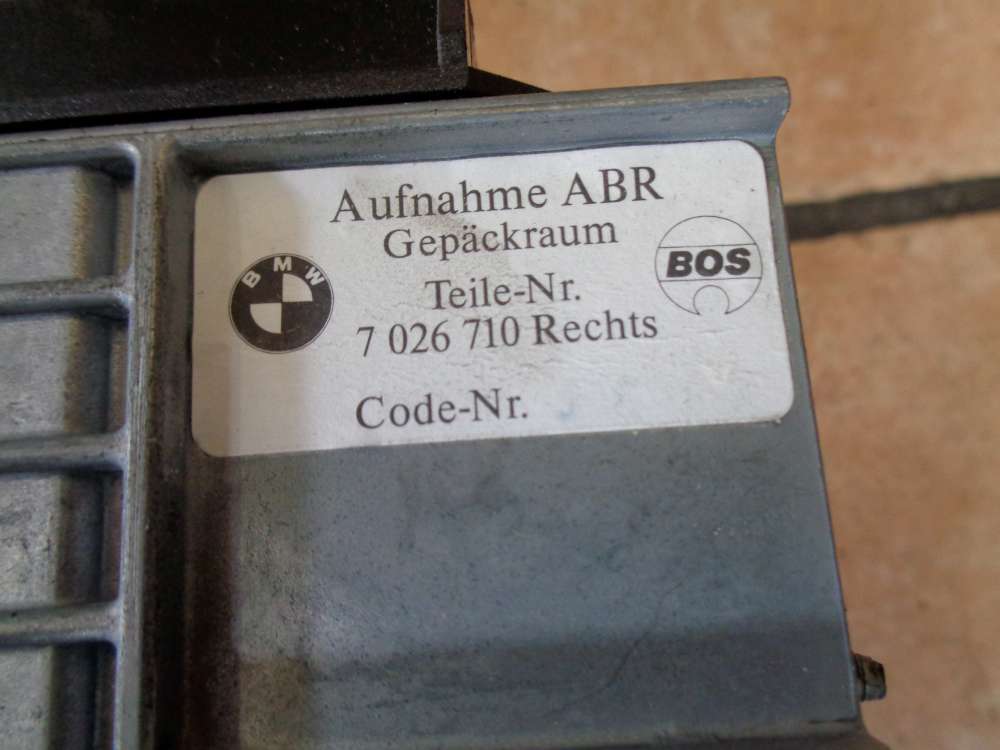 Aufnahme ABR
Gepäckraum
BMW
BOS
Teile-Nr.
7 026 710 Rechts
Code-Nr.